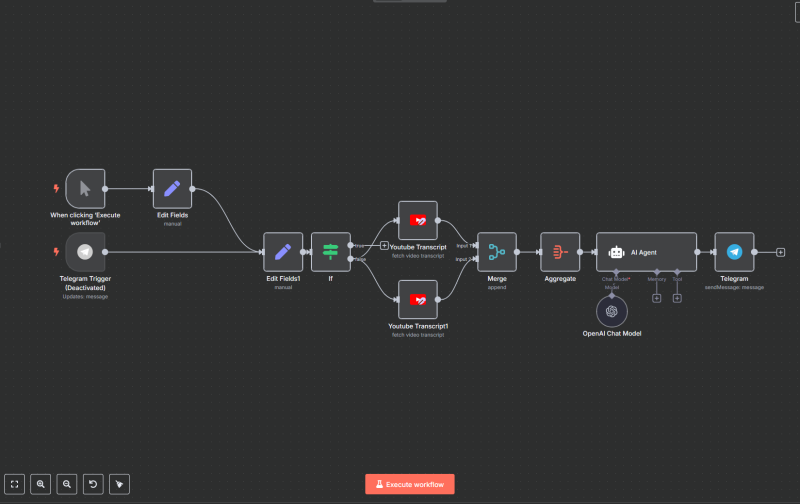 When clicking 'Execute
workflow'
Edit Fields
manual
Telegram Trigger
(Deactivated)
Updates: message
Edit Fields1
manual
If
true
false
Youtube Transcript
fetch video transcript
Youtube Transcript1
fetch video transcript
Input 1
Input 2
Merge
append
Aggregate
AI Agent
Chat Model*
Memory
Tool
Model
OpenAI Chat Model
Telegram
sendMessage: message
Execute workflow